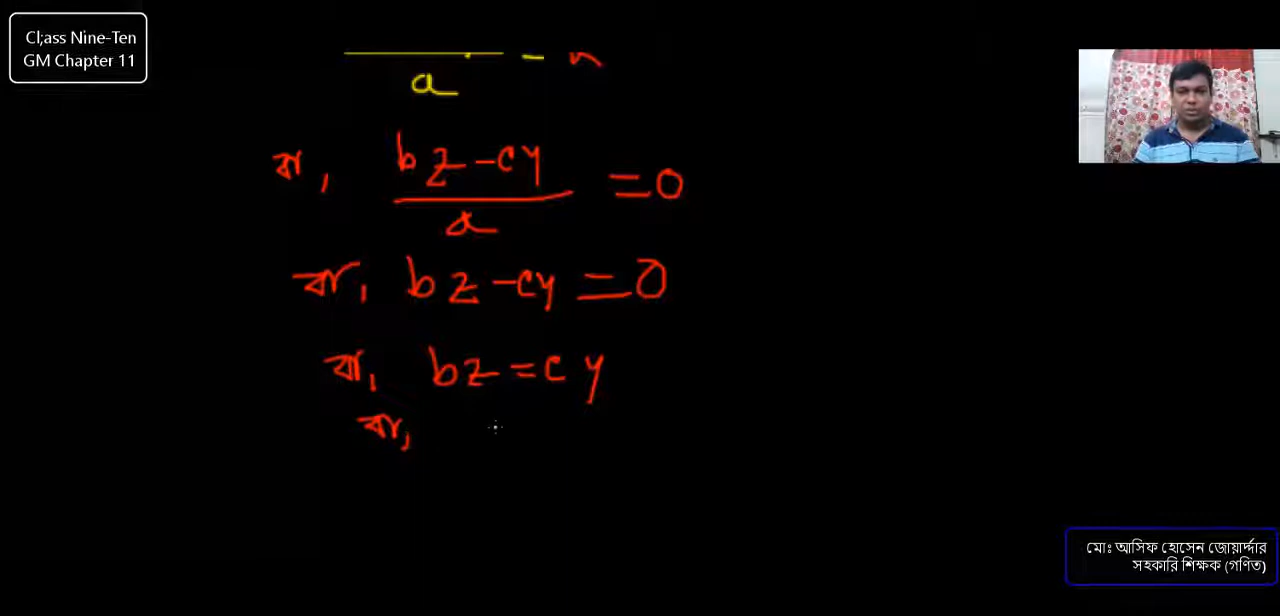 Cl;ass Nine-Ten
GM Chapter 11
a
বা, bz-cy =0
a
বা, bz-cy=0
বা, bz=cy
বা,
মোঃ আসিফ হোসেন জোয়ার্দ্দার
সহকারি শিক্ষক (গণিত)